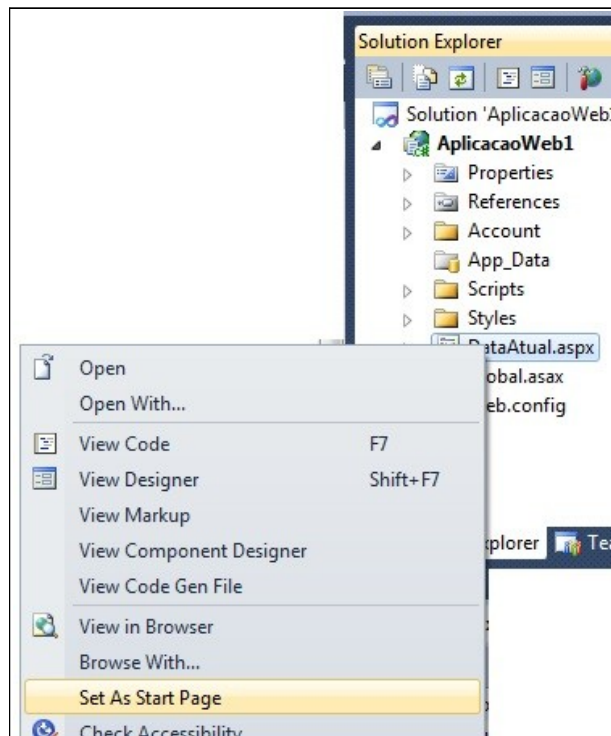 Solution Explorer
Solution 'AplicacaoWeb
AplicacaoWeb1
Properties
References
Account
App_Data
Scripts
Styles
DataAtual.aspx
obal.asax
eb.config
plorer Tea
Open
Open With...
View Code F7
View Designer Shift+F7
View Markup
View Component Designer
View Code Gen File
View in Browser
Browse With...
Set As Start Page
Check Accessibility